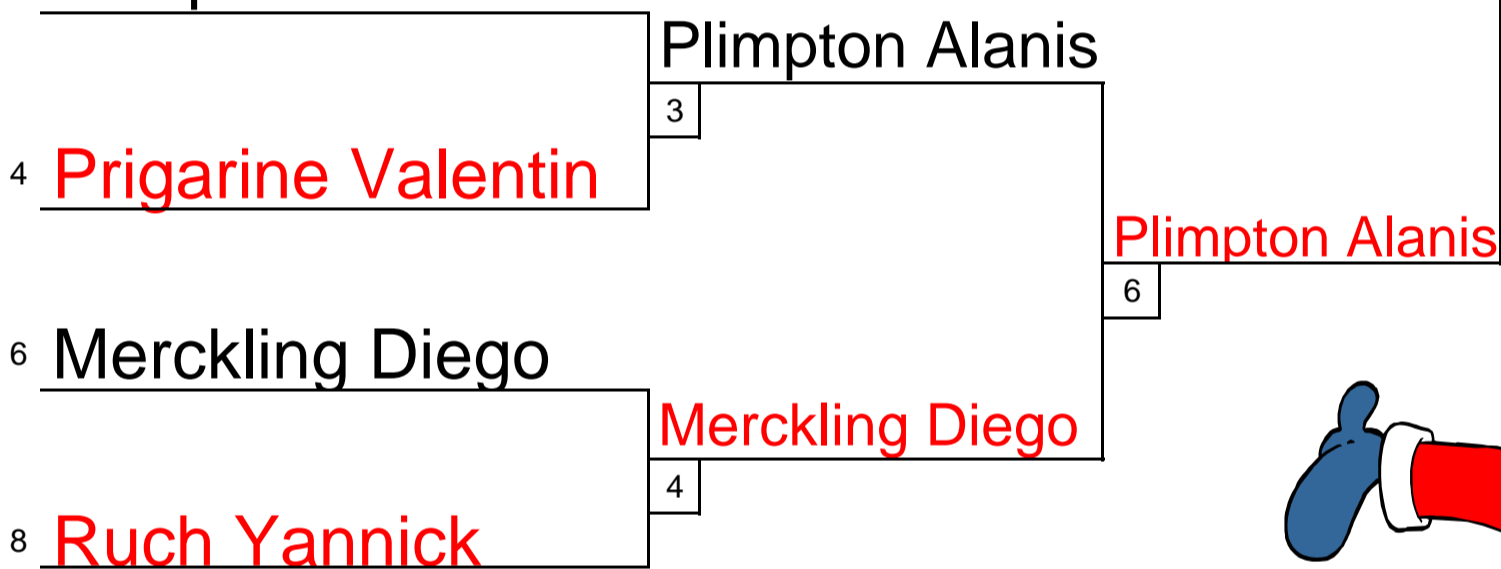 Plimpton Alanis
3
4 Prigarine Valentin
Plimpton Alanis
6
6 Merckling Diego
Merckling Diego
4
8 Ruch Yannick